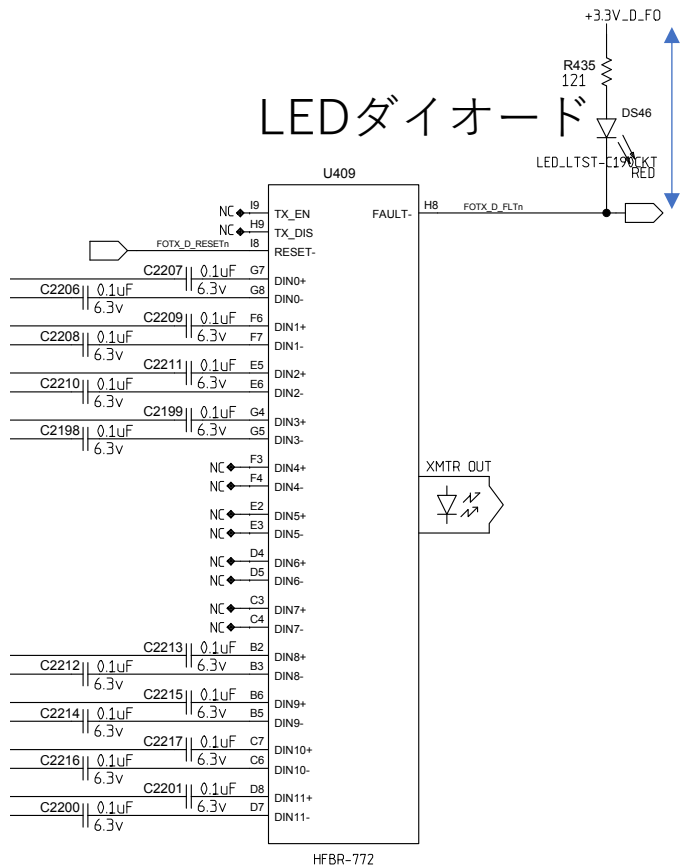 +3.3V_D_FO
R435
121
LEDダイオード
DS46
LED_LTST-C190CKT
RED
U409
NC I9 TX_EN
FAULT- H8 FOTX_D_FLTn
NC H9 TX_DIS
FOTX_D_RESETn I8 RESET-
C2207 0.1uF 6.3v G7 DIN0+
C2206 0.1uF 6.3v G8 DIN0-
C2209 0.1uF 6.3v F6 DIN1+
C2208 0.1uF 6.3v F7 DIN1-
C2211 0.1uF 6.3v E5 DIN2+
C2210 0.1uF 6.3v E6 DIN2-
C2199 0.1uF 6.3v G4 DIN3+
C2198 0.1uF 6.3v G5 DIN3-
NC F3 DIN4+
NC F4 DIN4-
XMTR OUT
NC E2 DIN5+
NC E3 DIN5-
NC D4 DIN6+
NC D5 DIN6-
NC C3 DIN7+
NC C4 DIN7-
C2213 0.1uF 6.3v B2 DIN8+
C2212 0.1uF 6.3v B3 DIN8-
C2215 0.1uF 6.3v B6 DIN9+
C2214 0.1uF 6.3v B5 DIN9-
C2217 0.1uF 6.3v C7 DIN10+
C2216 0.1uF 6.3v C6 DIN10-
C2201 0.1uF 6.3v D8 DIN11+
C2200 0.1uF 6.3v D7 DIN11-
HFBR-772